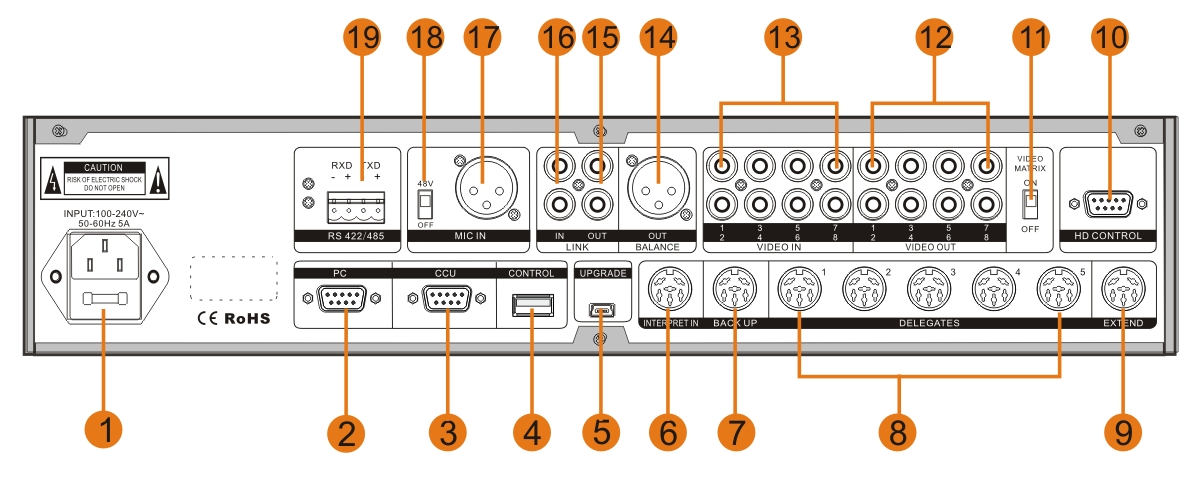 19
18
17
16
15
14
13
12
11
10
CAUTION
RISK OF ELECTRIC SHOCK
DO NOT OPEN
INPUT:100-240V~
50-60Hz 5A
CE RoHS
RXD TXD
- + - +
RS 422/485
48V
OFF
MIC IN
IN OUT
LINK
OUT
BALANCE
1 3 5 7
2 4 6 8
VIDEO IN
1 3 5 7
2 4 6 8
VIDEO OUT
VIDEO
MATRIX
ON
OFF
HD CONTROL
PC
CCU
CONTROL
UPGRADE
INTERPRET IN
BACK UP
1 2 3 4 5
DELEGATES
EXTEND
1
2
3
4
5
6
7
8
9